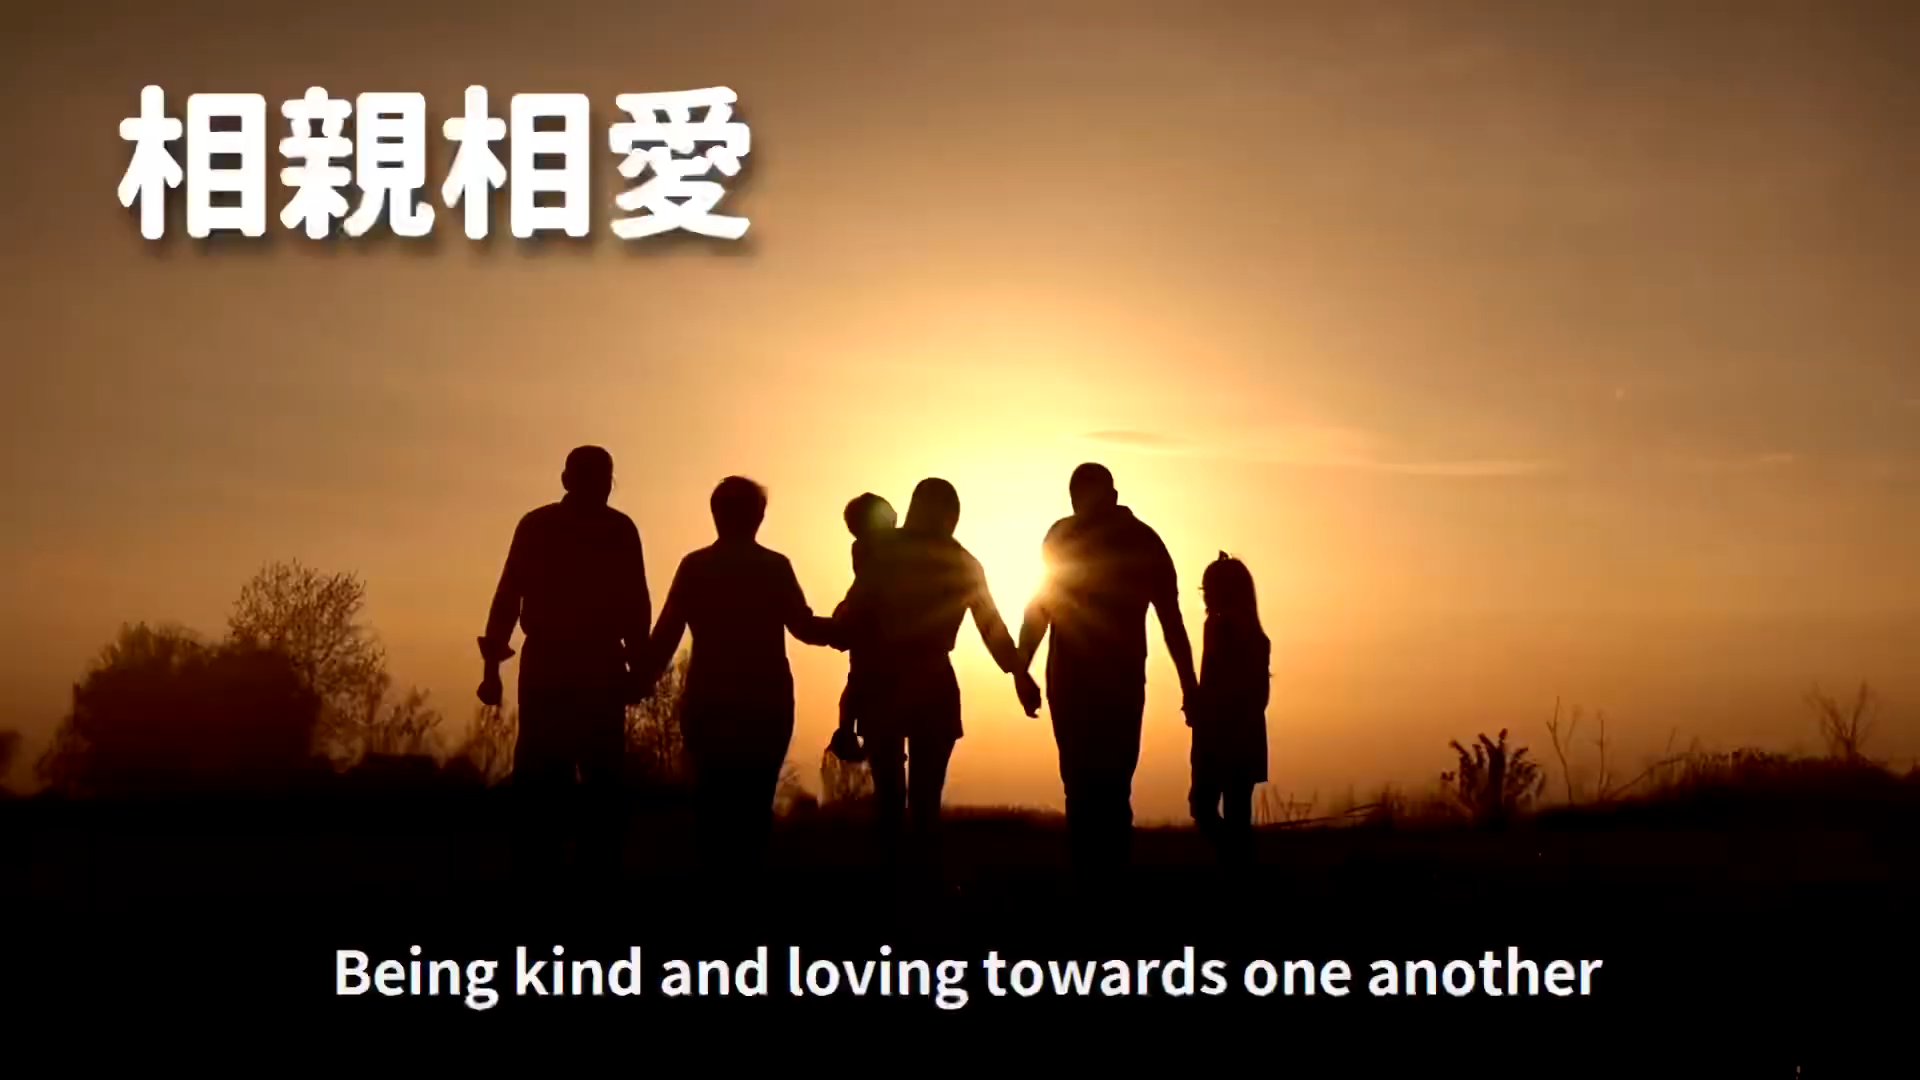 相親相愛
Being kind and loving towards one another